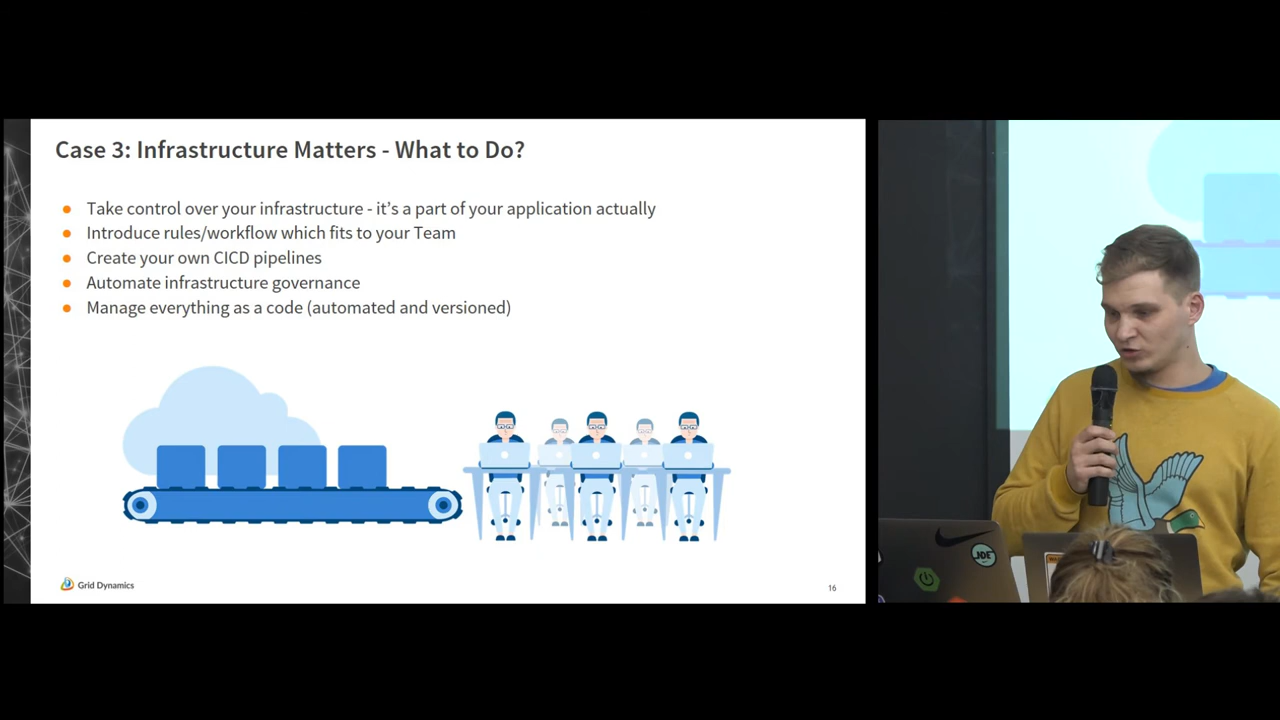 Case 3: Infrastructure Matters - What to Do?
● Take control over your infrastructure - it's a part of your application actually
● Introduce rules/workflow which fits to your Team
● Create your own CICD pipelines
● Automate infrastructure governance
● Manage everything as a code (automated and versioned)
Grid Dynamics
16
JDE